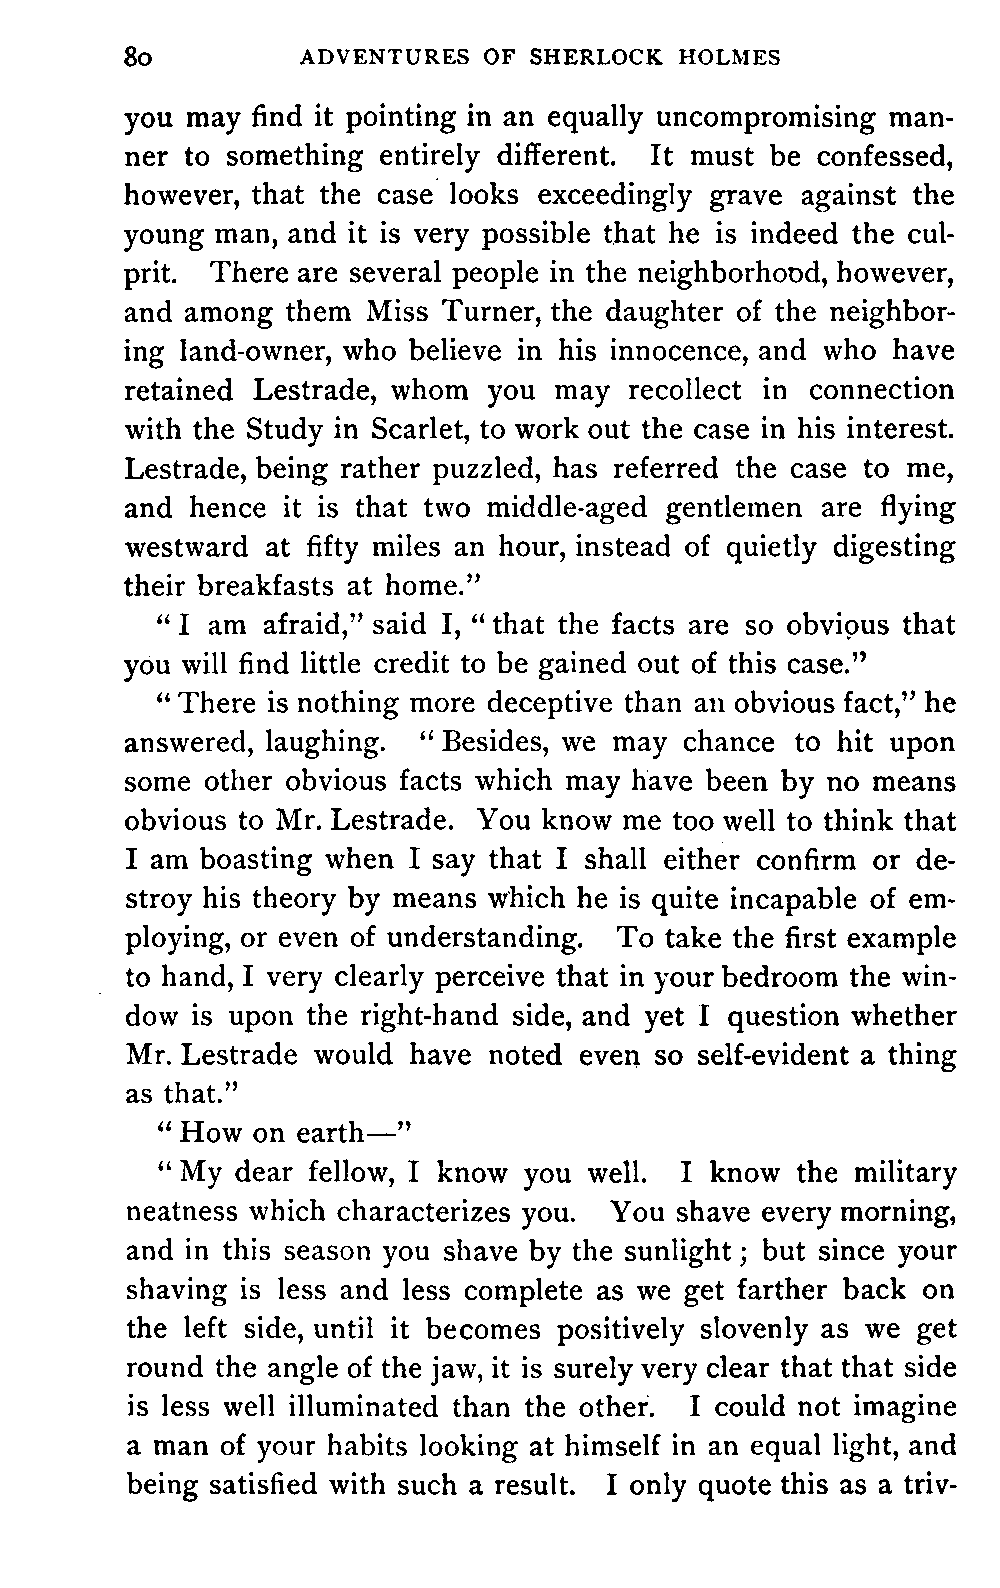 80 ADVENTURES OF SHERLOCK HOLMES
you may find it pointing in an equally uncompromising man-
ner to something entirely different. It must be confessed,
however, that the case looks exceedingly grave against the
young man, and it is very possible that he is indeed the cul-
prit. There are several people in the neighborhood, however,
and among them Miss Turner, the daughter of the neighbor-
ing land-owner, who believe in his innocence, and who have
retained Lestrade, whom you may recollect in connection
with the Study in Scarlet, to work out the case in his interest.
Lestrade, being rather puzzled, has referred the case to me,
and hence it is that two middle-aged gentlemen are flying
westward at fifty miles an hour, instead of quietly digesting
their breakfasts at home.”
“ I am afraid,” said I, “ that the facts are so obvious that
you will find little credit to be gained out of this case.”
“ There is nothing more deceptive than an obvious fact,” he
answered, laughing. “ Besides, we may chance to hit upon
some other obvious facts which may have been by no means
obvious to Mr. Lestrade. You know me too well to think that
I am boasting when I say that I shall either confirm or de-
stroy his theory by means which he is quite incapable of em-
ploying, or even of understanding. To take the first example
to hand, I very clearly perceive that in your bedroom the win-
dow is upon the right-hand side, and yet I question whether
Mr. Lestrade would have noted even so self-evident a thing
as that.”
“ How on earth—”
“ My dear fellow, I know you well. I know the military
neatness which characterizes you. You shave every morning,
and in this season you shave by the sunlight ; but since your
shaving is less and less complete as we get farther back on
the left side, until it becomes positively slovenly as we get
round the angle of the jaw, it is surely very clear that that side
is less well illuminated than the other. I could not imagine
a man of your habits looking at himself in an equal light, and
being satisfied with such a result. I only quote this as a triv-